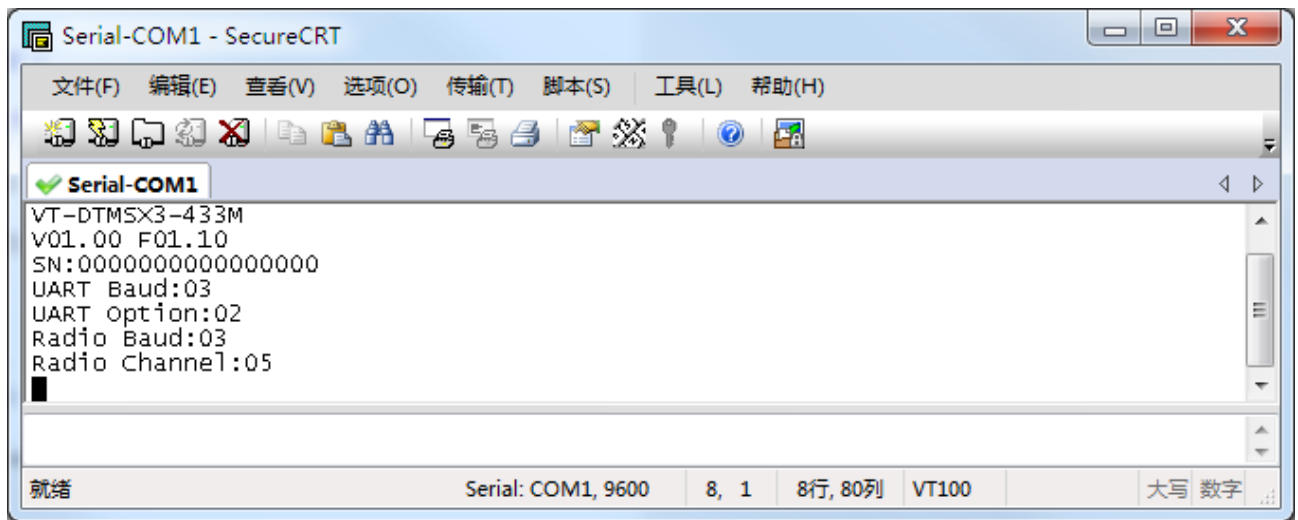 Serial-COM1 - SecureCRT
文件(F) 编辑(E) 查看(V) 选项(O) 传输(T) 脚本(S) 工具(L) 帮助(H)
Serial-COM1
VT-DTMSX3-433M
V01.00 F01.10
SN:0000000000000000
UART Baud:03
UART Option:02
Radio Baud:03
Radio Channel:05
就绪 Serial: COM1, 9600 8, 1 8行, 80列 VT100 大写 数字